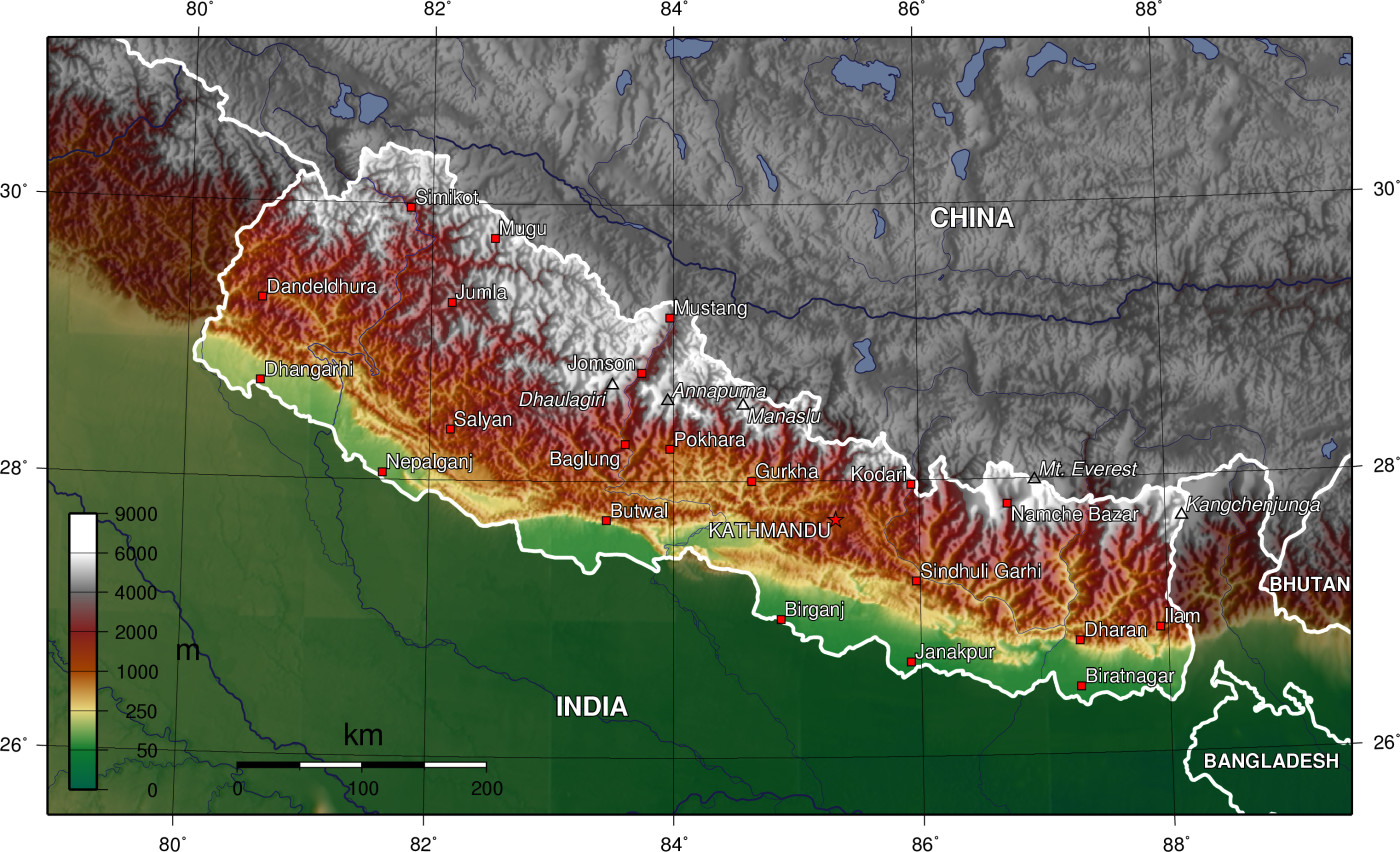 80°
82°
84°
86°
88°
30°
30°
CHINA
Simikot
Mugu
Dandeldhura
Jumla
Mustang
Jomson
Dhangarhi
Annapurna
Dhaulagiri
Manaslu
Salyan
Pokhara
Baglung
Nepalganj
Gurkha
Kodari
Mt. Everest
28°
28°
Kangchenjunga
Namche Bazar
Butwal
KATHMANDU
Sindhuli Garhi
BHUTAN
Birganj
Ilam
Dharan
Janakpur
Biratnagar
INDIA
BANGLADESH
9000
6000
4000
2000
m
1000
250
50
0
km
0
100
200
26°
26°
80°
82°
84°
86°
88°